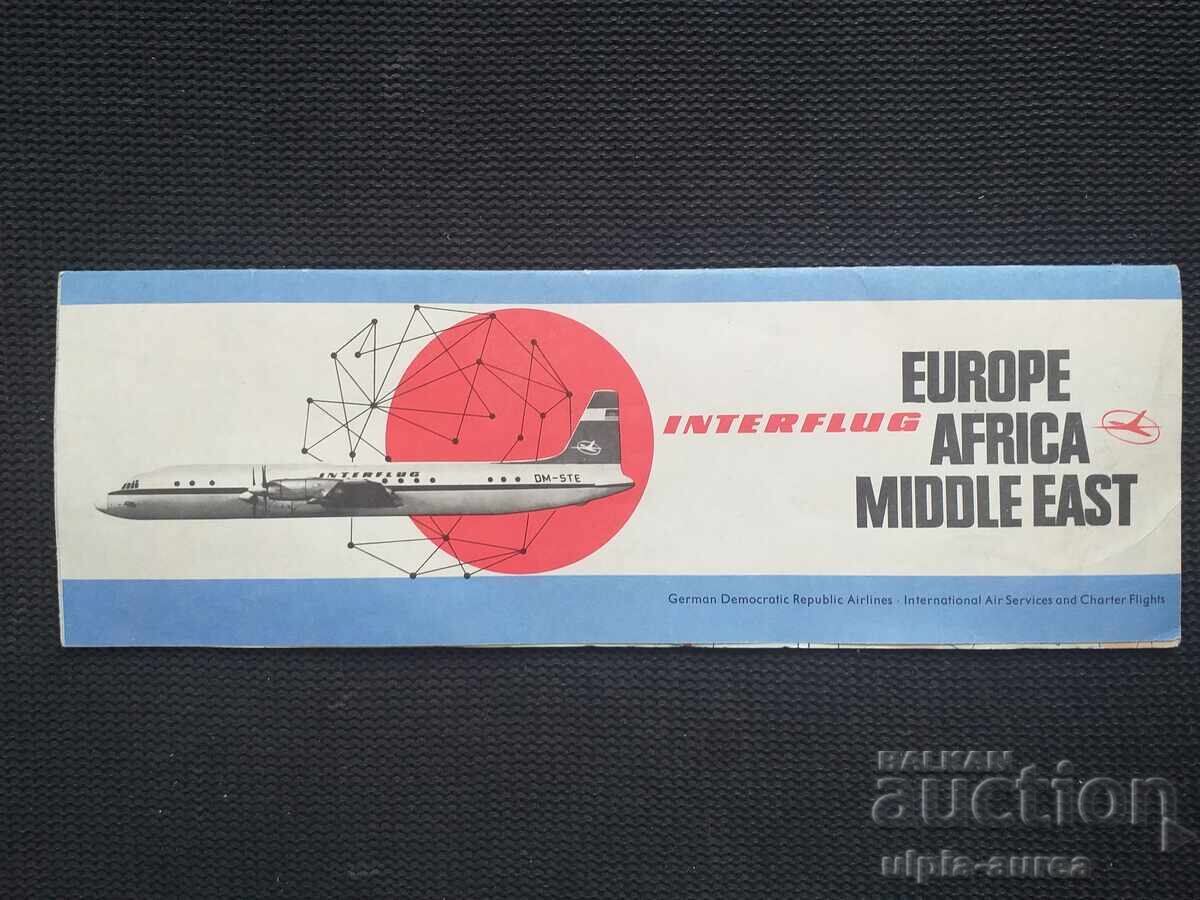 EUROPE
INTERFLUG AFRICA
MIDDLE EAST
INTERFLUG
DM-STE
German Democratic Republic Airlines · International Air Services and Charter Flights
BALKAN
auction
ulpia-aurea